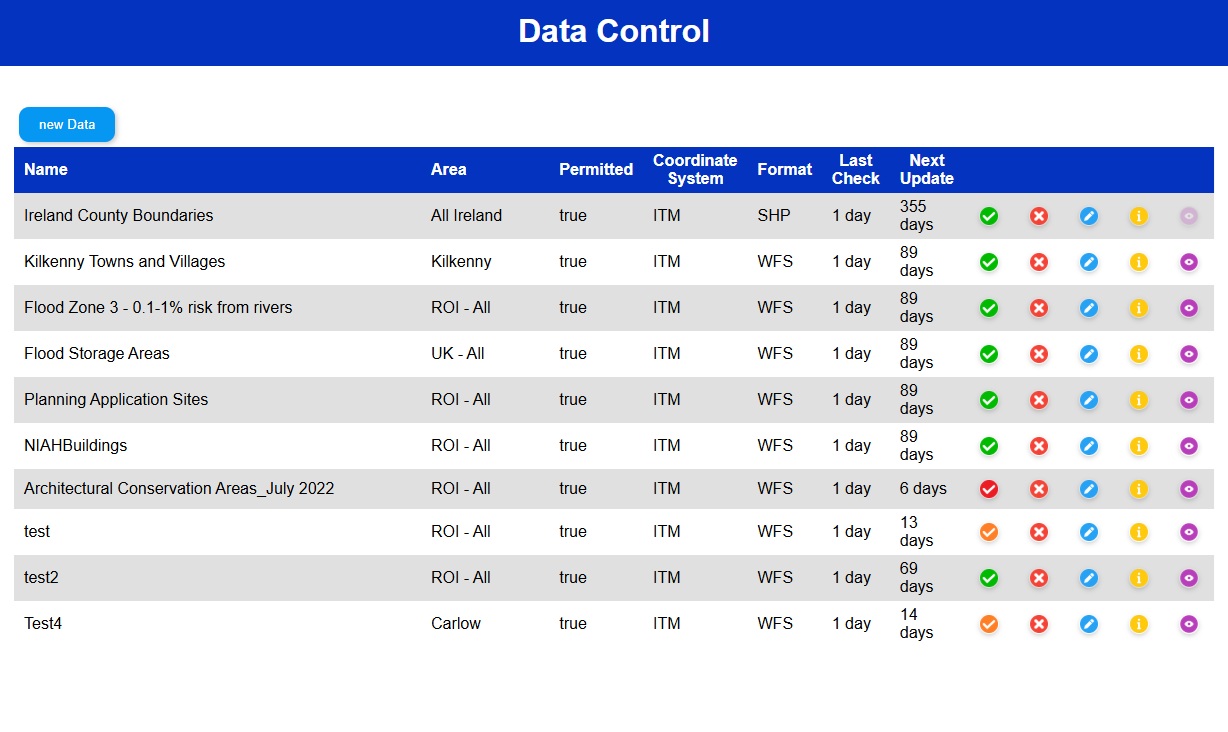 Data Control
new Data
Name Area Permitted Coordinate System Format Last Check Next Update
Ireland County Boundaries All Ireland true ITM SHP 1 day 355 days
Kilkenny Towns and Villages Kilkenny true ITM WFS 1 day 89 days
Flood Zone 3 - 0.1-1% risk from rivers ROI - All true ITM WFS 1 day 89 days
Flood Storage Areas UK - All true ITM WFS 1 day 89 days
Planning Application Sites ROI - All true ITM WFS 1 day 89 days
NIAHBuildings ROI - All true ITM WFS 1 day 89 days
Architectural Conservation Areas_July 2022 ROI - All true ITM WFS 1 day 6 days
test ROI - All true ITM WFS 1 day 13 days
test2 ROI - All true ITM WFS 1 day 69 days
Test4 Carlow true ITM WFS 1 day 14 days